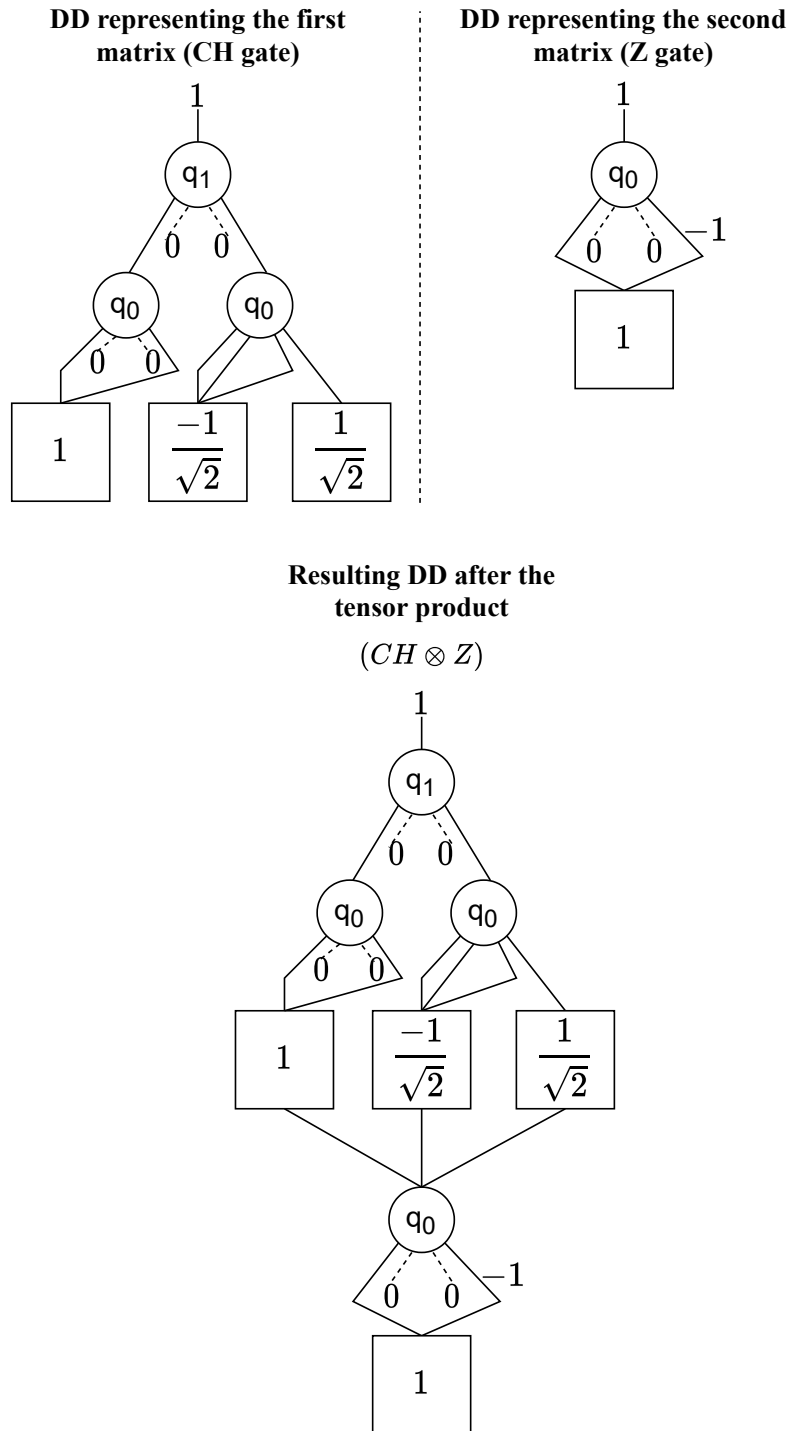 DD representing the first
matrix (CH gate)
1
q₁
0 0
q₀ q₀
0 0
1
−1/√2
1/√2
DD representing the second
matrix (Z gate)
1
q₀
0 0
−1
1
Resulting DD after the
tensor product
(CH ⊗ Z)
1
q₁
0 0
q₀ q₀
0 0
1
−1/√2
1/√2
q₀
0 0
−1
1